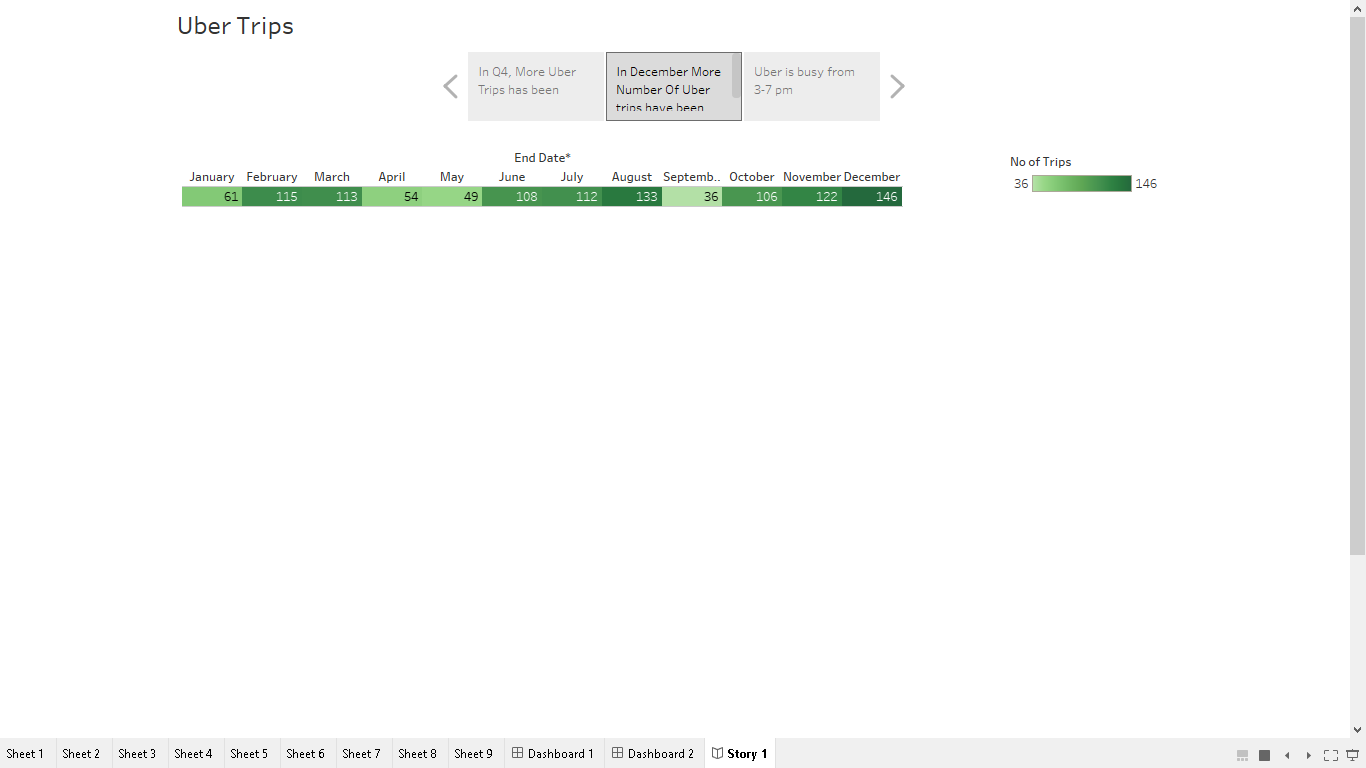 Uber Trips
In Q4, More Uber
Trips has been
In December More
Number Of Uber
trips have been
Uber is busy from
3-7 pm
End Date*
January February March April May June July August Septemb.. October November December
61 115 113 54 49 108 112 133 36 106 122 146
No of Trips
36 146
Sheet 1 Sheet 2 Sheet 3 Sheet 4 Sheet 5 Sheet 6 Sheet 7 Sheet 8 Sheet 9 Dashboard 1 Dashboard 2 Story 1